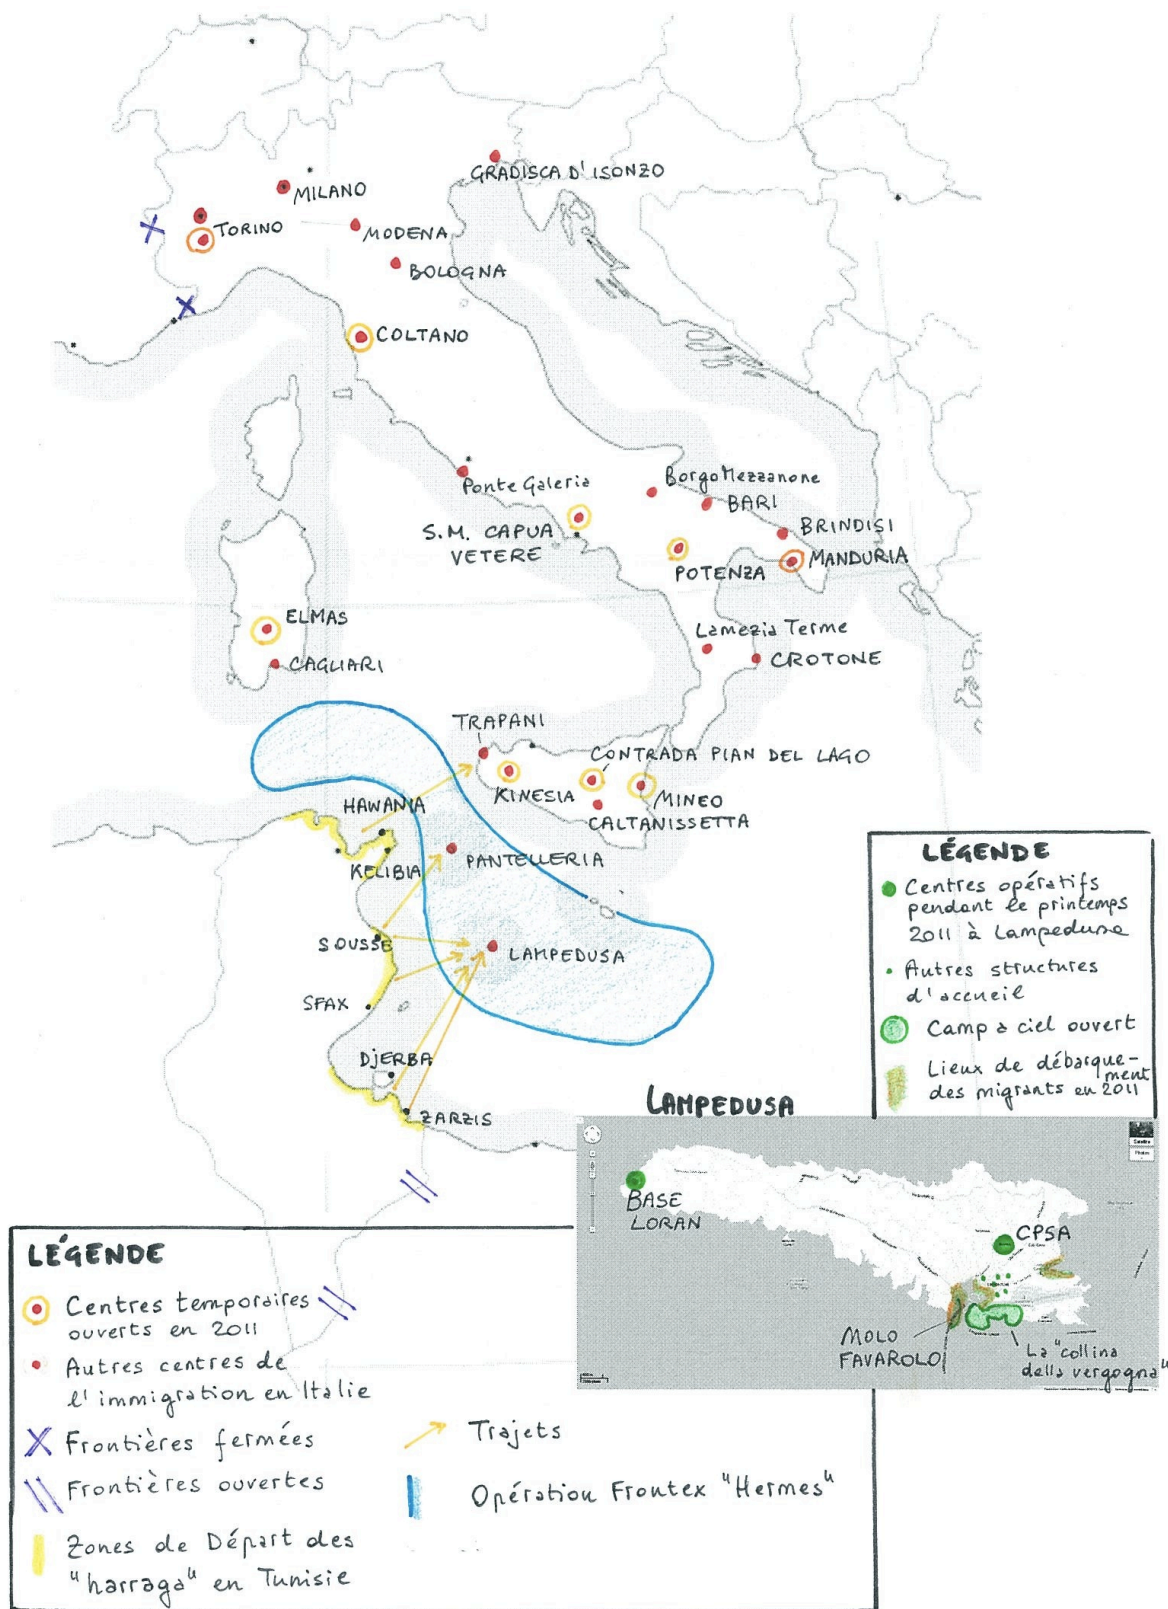 GRADISCA D'ISONZO
MILANO
TORINO
MODENA
BOLOGNA
COLTANO
Ponte Galeria
Borgo Mezzanone
BARI
S.M. CAPUA
VETERE
BRINDISI
POTENZA
MANDURIA
ELMAS
CAGLIARI
Lamezia Terme
CROTONE
TRAPANI
CONTRADA PIAN DEL LAGO
KINESIA
MINEO
CALTANISSETTA
HAWARIA
KELIBIA
PANTELLERIA
SOUSSE
LAMPEDUSA
SFAX
DjERBA
ZARZIS
LÉGENDE
Centres opératifs
pendant le printemps
2011 à Lampedusa
Autres structures
d'accueil
Camp a ciel ouvert
Lieux de débarque-
ment
des migrants en 2011
LAMPEDUSA
BASE
LORAN
CPSA
MOLO
FAVAROLO
La "collina
della vergogna"
LÉGENDE
Centres temporaires
ouverts en 2011
Autres centres de
l'immigration en Italie
Frontières fermées
Frontières ouvertes
Zones de Départ des
"harraga" en Tunisie
Trajets
Opération Frontex "Hermes"